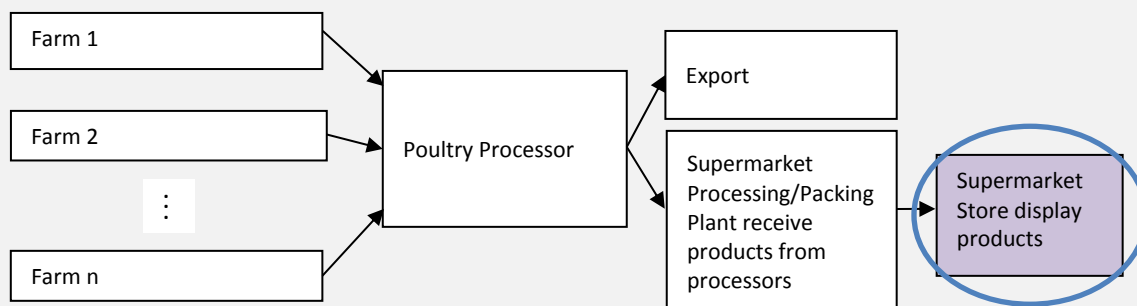 Farm 1
Farm 2
⋮
Farm n
Poultry Processor
Export
Supermarket
Processing/Packing
Plant receive
products from
processors
Supermarket
Store display
products